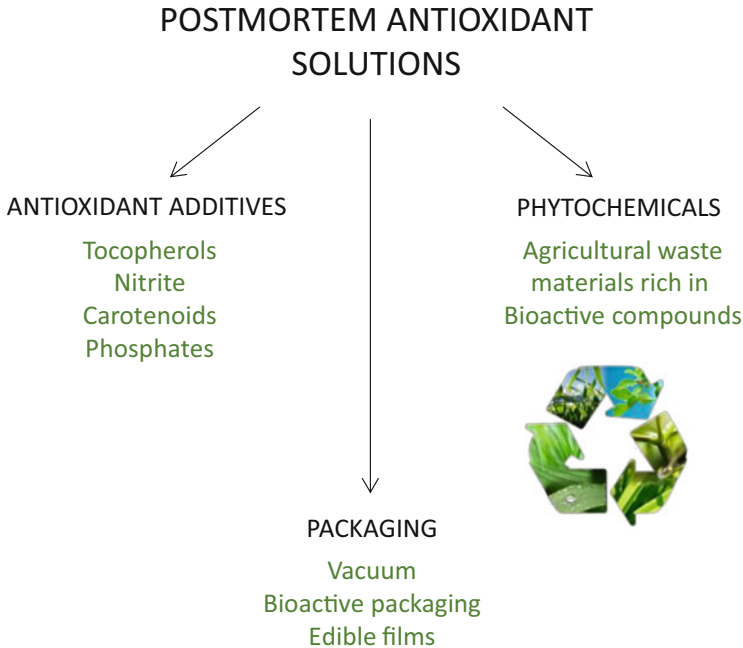 POSTMORTEM ANTIOXIDANT
SOLUTIONS
ANTIOXIDANT ADDITIVES
Tocopherols
Nitrite
Carotenoids
Phosphates
PACKAGING
Vacuum
Bioactive packaging
Edible films
PHYTOCHEMICALS
Agricultural waste
materials rich in
Bioactive compounds